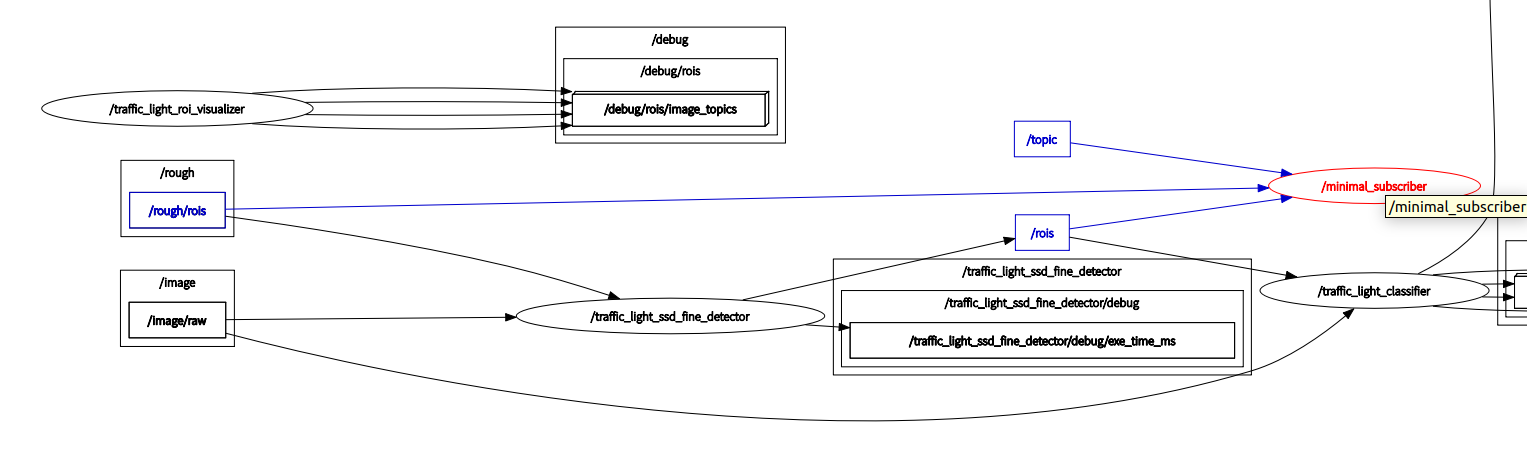 /debug
/debug/rois
/traffic_light_roi_visualizer
/debug/rois/image_topics
/topic
/rough
/minimal_subscriber
/rough/rois
/minimal_subscriber
/rois
/traffic_light_ssd_fine_detector
/image
/traffic_light_classifier
/traffic_light_ssd_fine_detector/debug
/image/raw
/traffic_light_ssd_fine_detector
/traffic_light_ssd_fine_detector/debug/exe_time_ms